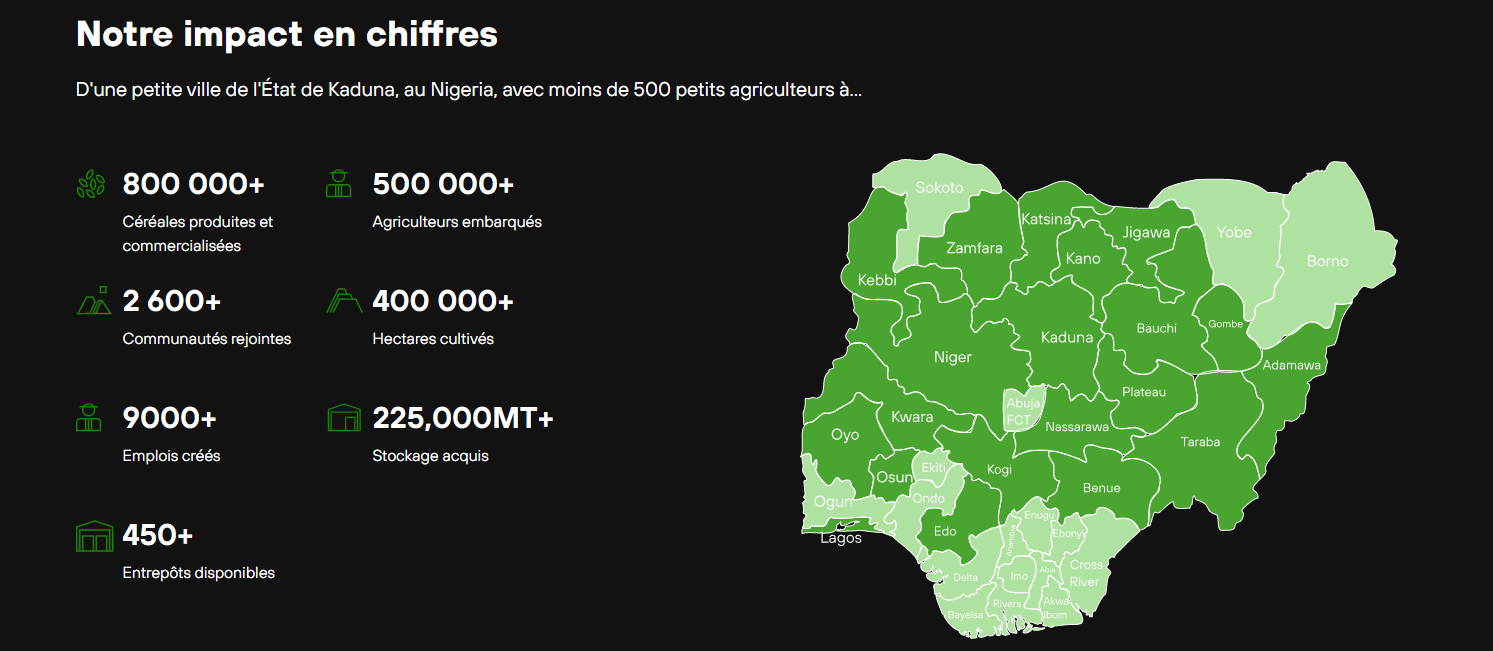 Notre impact en chiffres
D'une petite ville de l'État de Kaduna, au Nigeria, avec moins de 500 petits agriculteurs à...
800 000+
Céréales produites et
commercialisées
500 000+
Agriculteurs embarqués
2 600+
Communautés rejointes
400 000+
Hectares cultivés
9000+
Emplois créés
225,000MT+
Stockage acquis
450+
Entrepôts disponibles
Sokoto
Katsina
Jigawa
Yobe
Zamfara
Kano
Borno
Kebbi
Gombe
Bauchi
Kaduna
Niger
Adamawa
Plateau
Abuja
FCT
Kwara
Nassarawa
Oyo
Taraba
Ekiti
Kogi
Osun
Benue
Ondo
Ogun
Enugu
Edo
Anambra
Ebonyi
Lagos
Cross
River
Abia
Delta
Imo
Rivers
Akwa
Ibom
Bayelsa